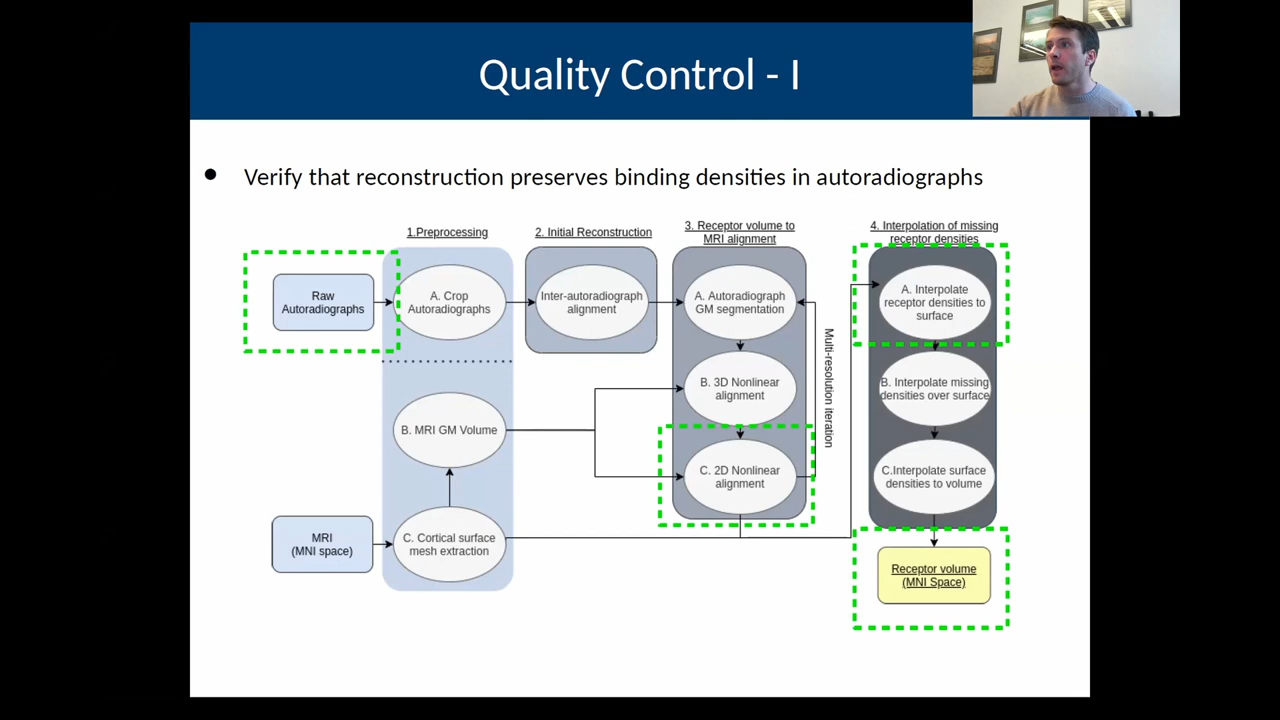 Quality Control - I
● Verify that reconstruction preserves binding densities in autoradiographs
1.Preprocessing
2. Initial Reconstruction
3. Receptor volume to
MRI alignment
4. Interpolation of missing
receptor densities
Raw
Autoradiographs
A. Crop
Autoradiographs
Inter-autoradiograph
alignment
A. Autoradiograph
GM segmentation
A. Interpolate
receptor densities to
surface
Multi-resolution iteration
B. 3D Nonlinear
alignment
B. Interpolate missing
densities over surface
B. MRI GM Volume
C. 2D Nonlinear
alignment
C.Interpolate surface
densities to volume
MRI
(MNI space)
C. Cortical surface
mesh extraction
Receptor volume
(MNI Space)